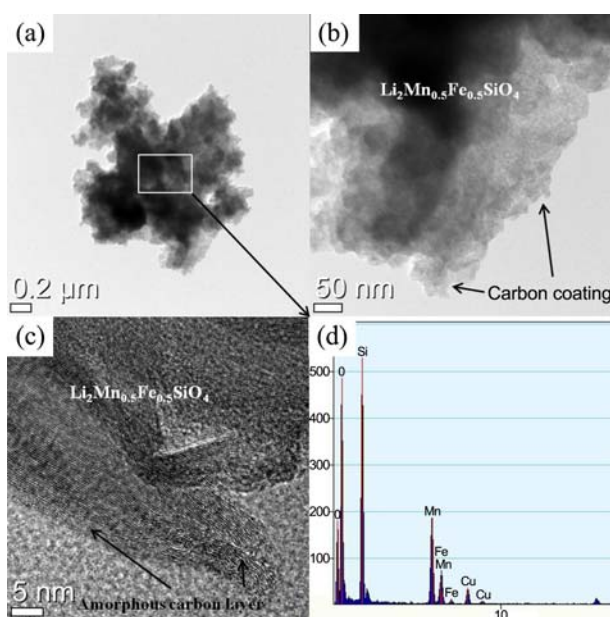 (a)
0.2 μm
(b)
Li2Mn0.5Fe0.5SiO4
50 nm
Carbon coating
(c)
Li2Mn0.5Fe0.5SiO4
Amorphous carbon layer
5 nm
(d)
500
400
300
200
100
O
Si
Mn
Fe
Mn
Fe
Cu
Cu
10